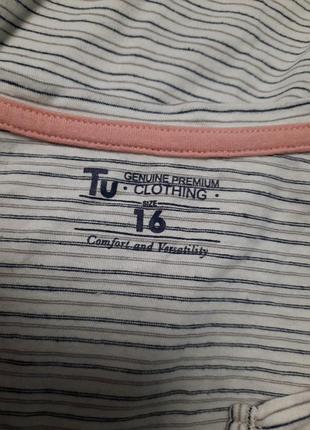 Tu GENUINE PREMIUM
· CLOTHING ·
SIZE
16
Comfort and Versatility